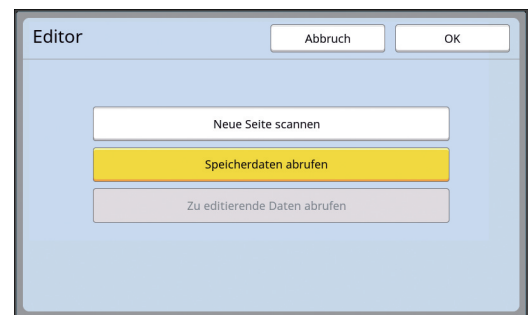 Editor
Abbruch
OK
Neue Seite scannen
Speicherdaten abrufen
Zu editierende Daten abrufen